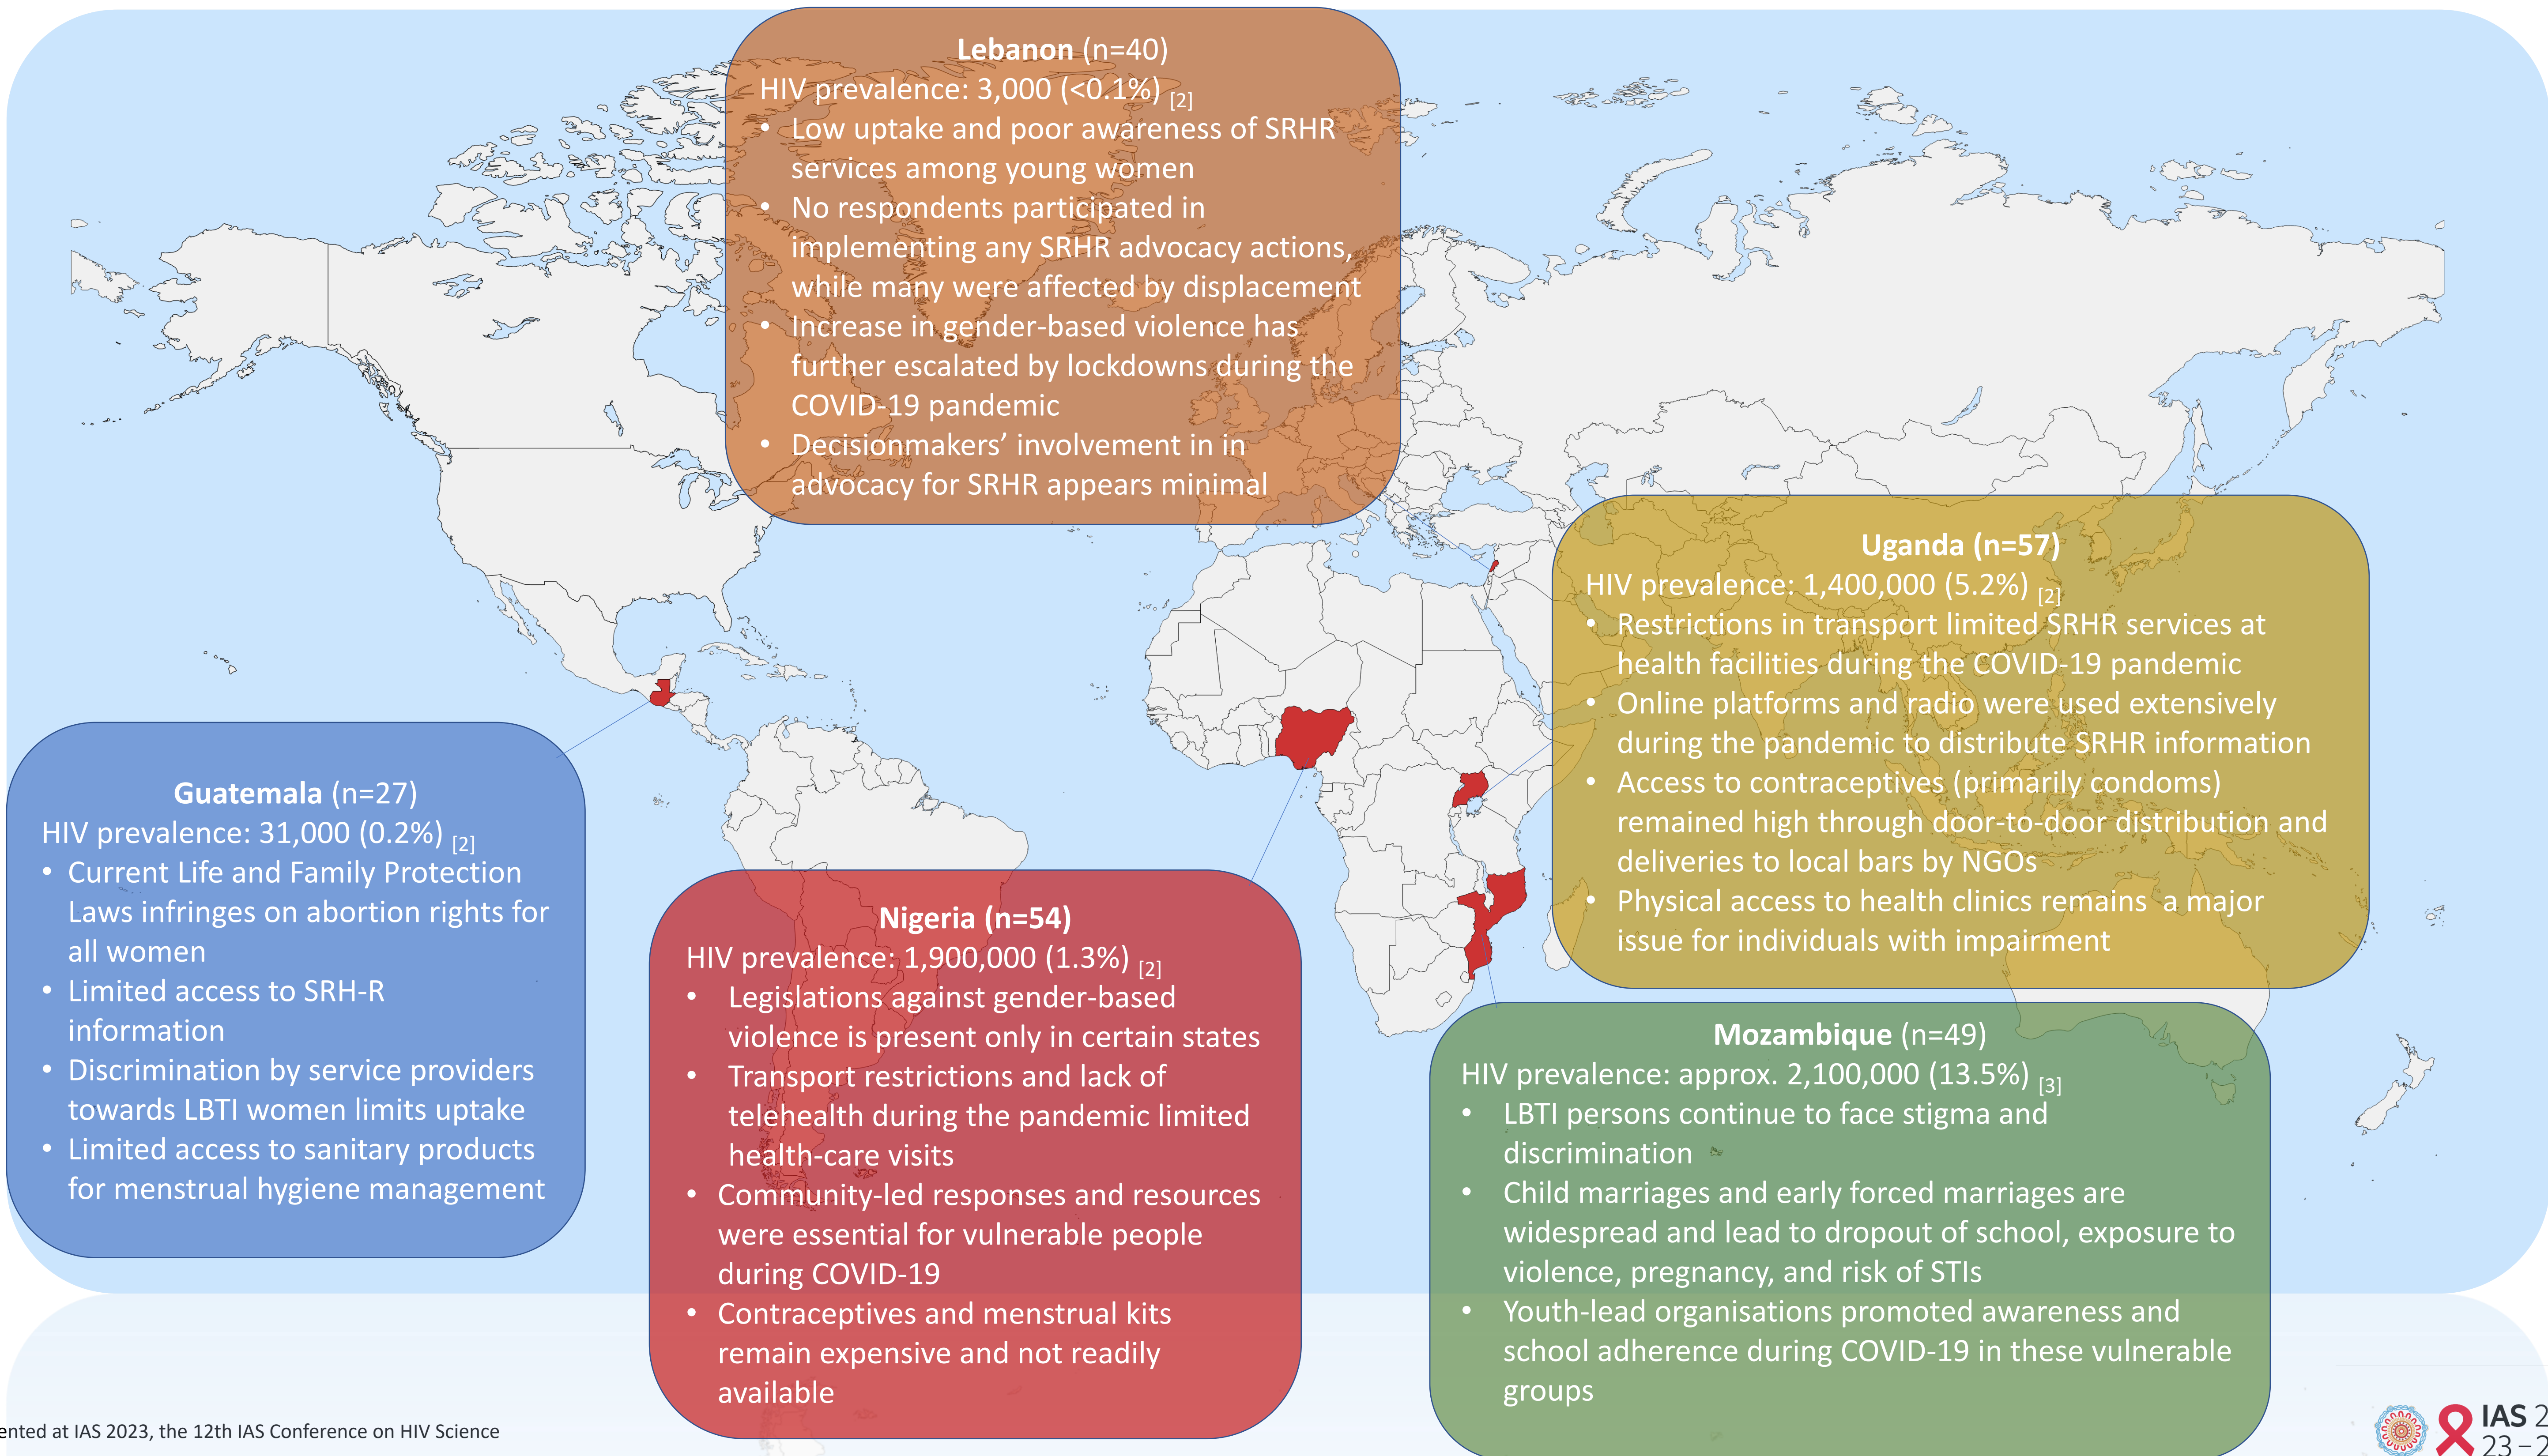 Lebanon (n=40)
HIV prevalence: 3,000 (<0.1%) [2]
• Low uptake and poor awareness of SRHR
services among young women
• No respondents participated in
implementing any SRHR advocacy actions,
while many were affected by displacement
• Increase in gender-based violence has
further escalated by lockdowns during the
COVID-19 pandemic
• Decisionmakers’ involvement in in
advocacy for SRHR appears minimal
Uganda (n=57)
HIV prevalence: 1,400,000 (5.2%) [2]
• Restrictions in transport limited SRHR services at
health facilities during the COVID-19 pandemic
• Online platforms and radio were used extensively
during the pandemic to distribute SRHR information
• Access to contraceptives (primarily condoms)
remained high through door-to-door distribution and
deliveries to local bars by NGOs
• Physical access to health clinics remains a major
issue for individuals with impairment
Guatemala (n=27)
HIV prevalence: 31,000 (0.2%) [2]
• Current Life and Family Protection
Laws infringes on abortion rights for
all women
• Limited access to SRH-R
information
• Discrimination by service providers
towards LBTI women limits uptake
• Limited access to sanitary products
for menstrual hygiene management
Nigeria (n=54)
HIV prevalence: 1,900,000 (1.3%) [2]
• Legislations against gender-based
violence is present only in certain states
• Transport restrictions and lack of
telehealth during the pandemic limited
health-care visits
• Community-led responses and resources
were essential for vulnerable people
during COVID-19
• Contraceptives and menstrual kits
remain expensive and not readily
available
Mozambique (n=49)
HIV prevalence: approx. 2,100,000 (13.5%) [3]
• LBTI persons continue to face stigma and
discrimination
• Child marriages and early forced marriages are
widespread and lead to dropout of school, exposure to
violence, pregnancy, and risk of STIs
• Youth-lead organisations promoted awareness and
school adherence during COVID-19 in these vulnerable
groups
ented at IAS 2023, the 12th IAS Conference on HIV Science
IAS 2
23 – 2